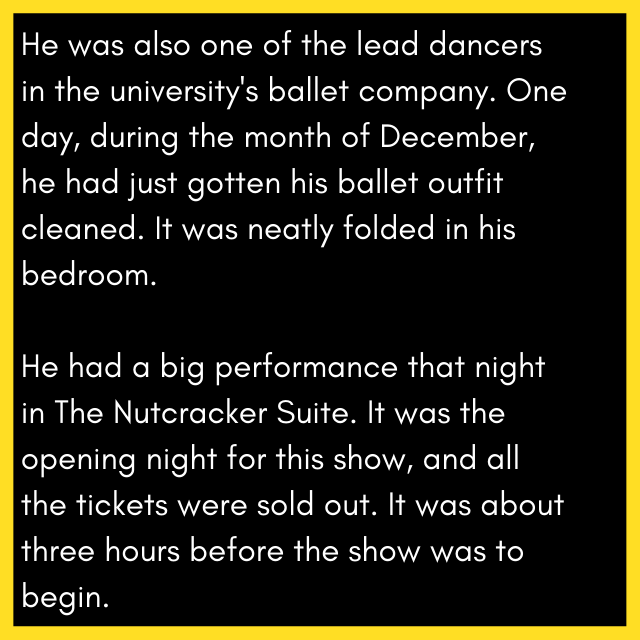 He was also one of the lead dancers
in the university's ballet company. One
day, during the month of December,
he had just gotten his ballet outfit
cleaned. It was neatly folded in his
bedroom.

He had a big performance that night
in The Nutcracker Suite. It was the
opening night for this show, and all
the tickets were sold out. It was about
three hours before the show was to
begin.